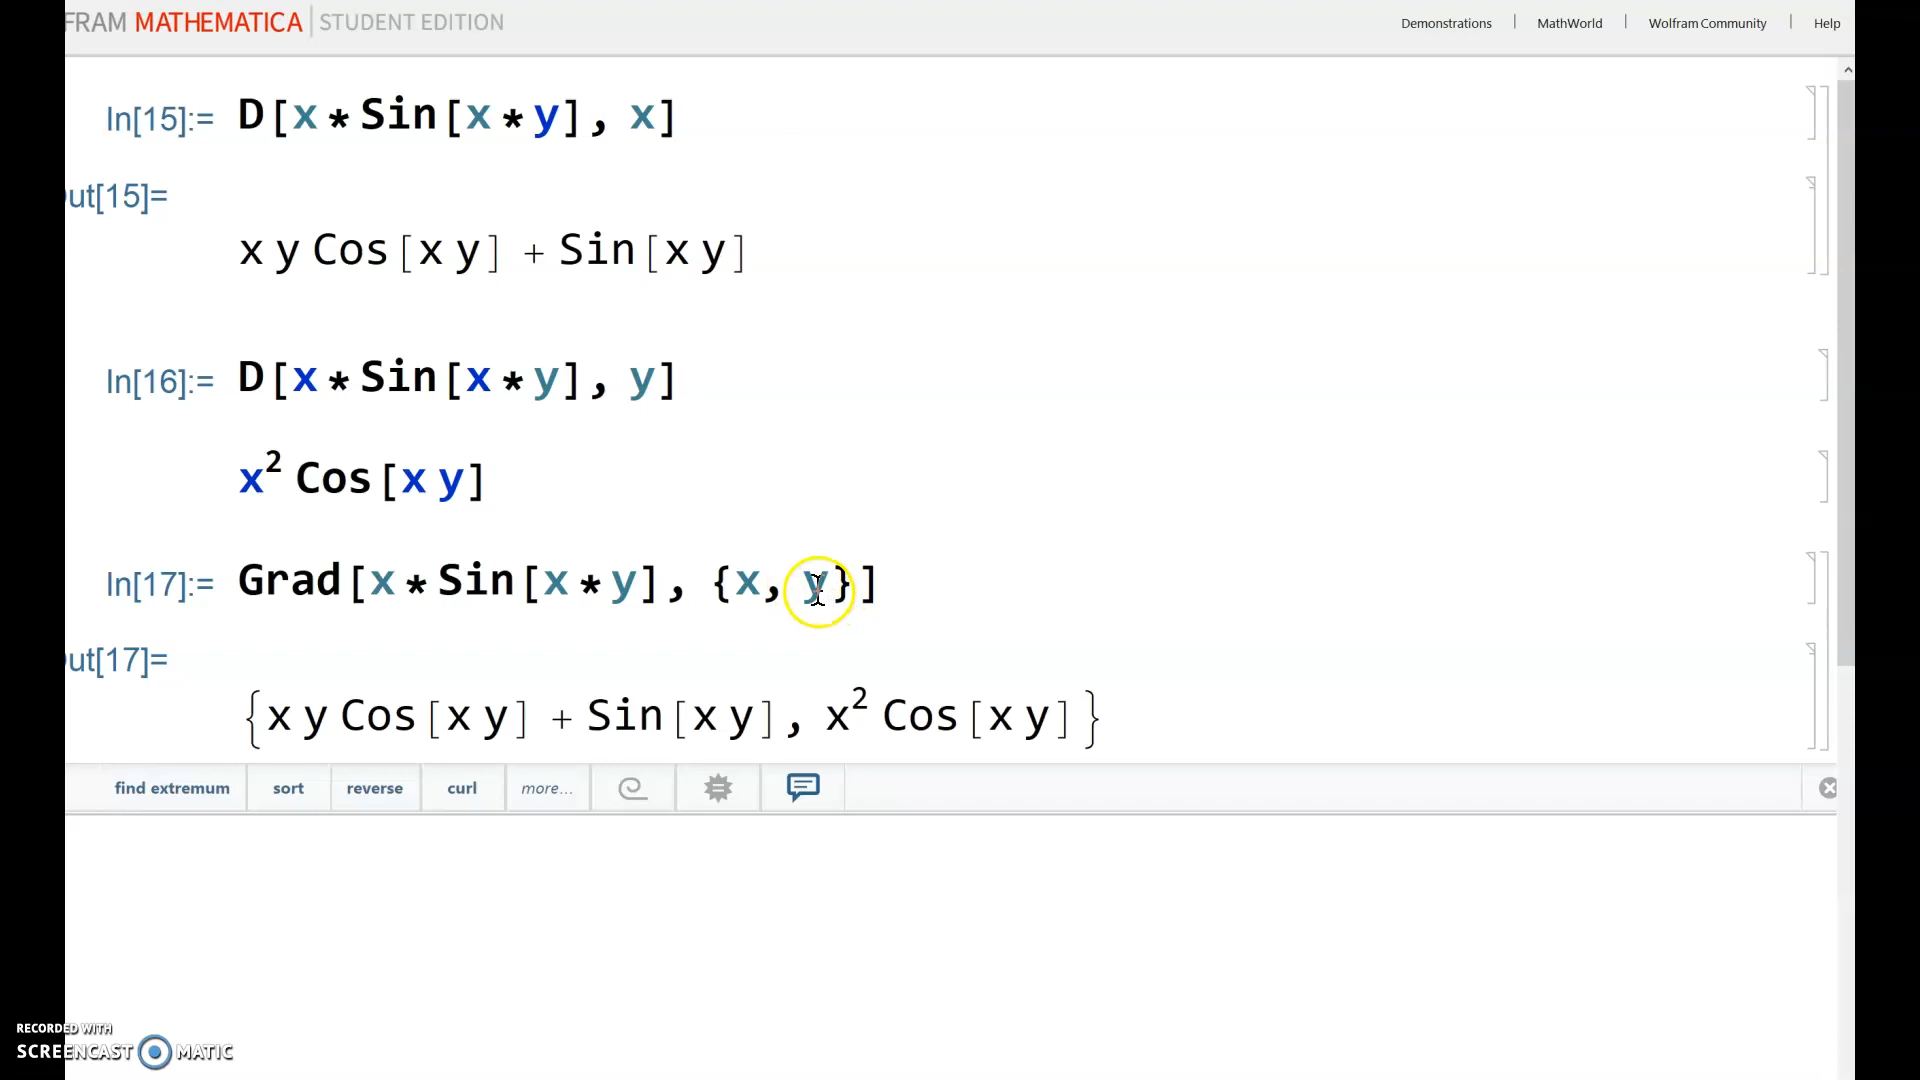 FRAM MATHEMATICA | STUDENT EDITION
Demonstrations | MathWorld | Wolfram Community | Help
In[15]:= D[x*Sin[x*y], x]
ut[15]=
x y Cos[x y] + Sin[x y]
In[16]:= D[x*Sin[x*y], y]
x² Cos[x y]
In[17]:= Grad[x*Sin[x*y], {x, y}]
ut[17]=
{x y Cos[x y] + Sin[x y], x² Cos[x y]}
find extremum sort reverse curl more...
RECORDED WITH
SCREENCAST MATIC